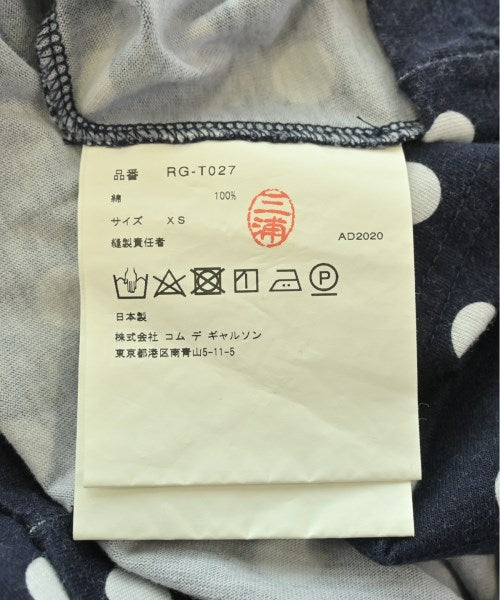 品番 RG-T027
綿 100%
サイズ XS
縫製責任者 三浦 AD2020
P
日本製
株式会社 コム デ ギャルソン
東京都港区南青山5-11-5